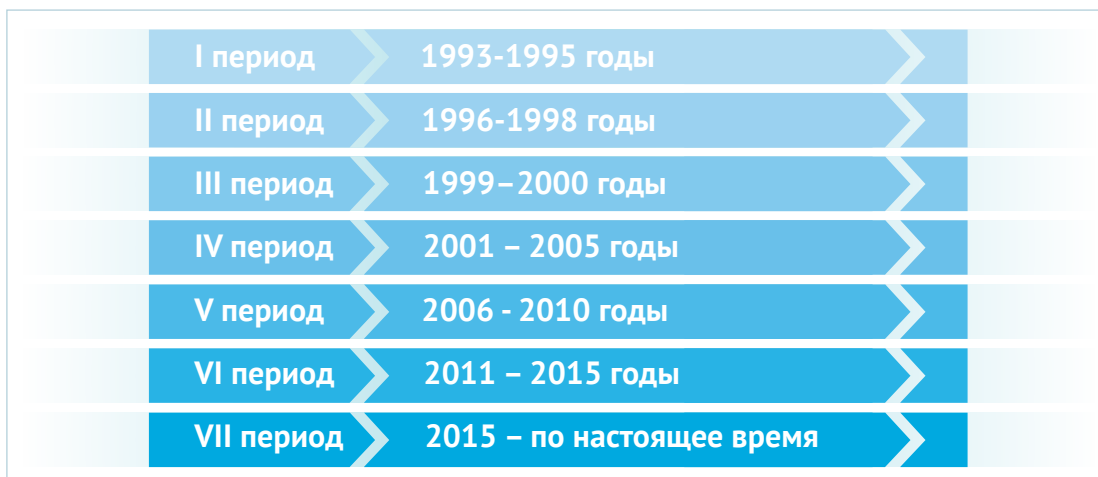 I период 1993-1995 годы
II период 1996-1998 годы
III период 1999–2000 годы
IV период 2001 – 2005 годы
V период 2006 - 2010 годы
VI период 2011 – 2015 годы
VII период 2015 – по настоящее время